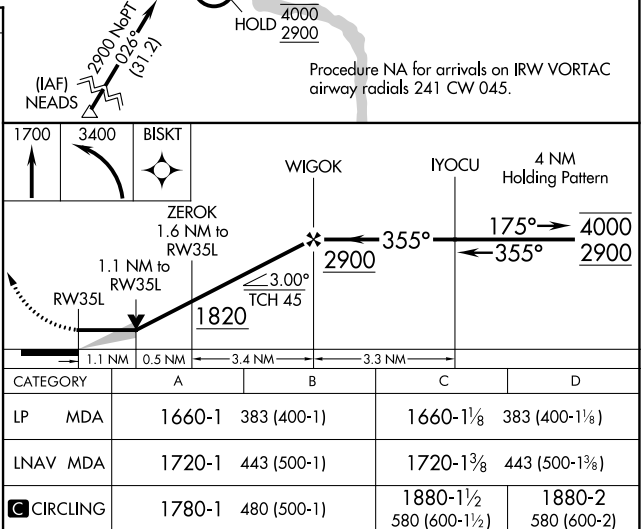 2900 NoPT
026°
(31.2)
(IAF)
NEADS
HOLD
4000
2900
Procedure NA for arrivals on IRW VORTAC
airway radials 241 CW 045.
1700
3400
BISKT
WIGOK
IYOCU
4 NM
Holding Pattern
ZEROK
1.6 NM to
RW35L
1.1 NM to
RW35L
RW35L
355°
2900
175°
355°
4000
2900
3.00°
TCH 45
1820
1.1 NM
0.5 NM
3.4 NM
3.3 NM
CATEGORY A B C D
LP MDA 1660-1 383 (400-1) 1660-1⅛ 383 (400-1⅛)
LNAV MDA 1720-1 443 (500-1) 1720-1⅜ 443 (500-1⅜)
C CIRCLING 1780-1 480 (500-1) 1880-1½ 1880-2
580 (600-1½) 580 (600-2)